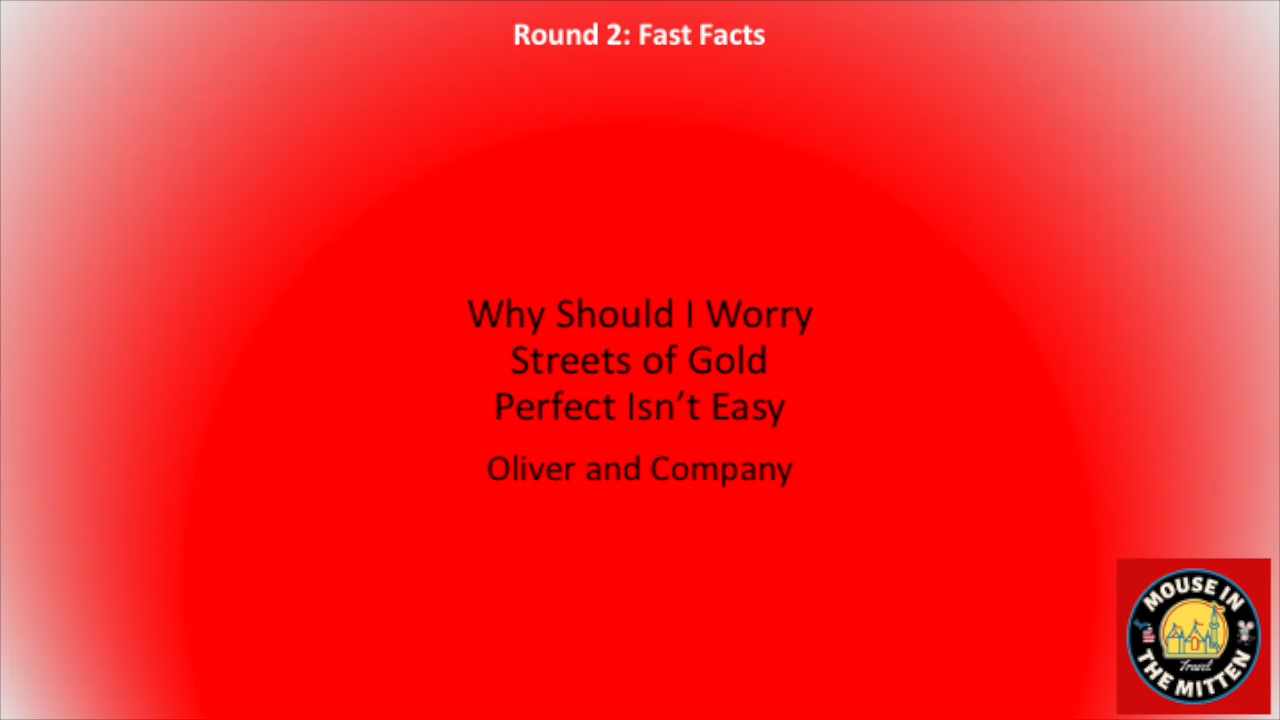 Round 2: Fast Facts
Why Should I Worry
Streets of Gold
Perfect Isn’t Easy
Oliver and Company
MOUSE IN
Travel
THE MITTEN